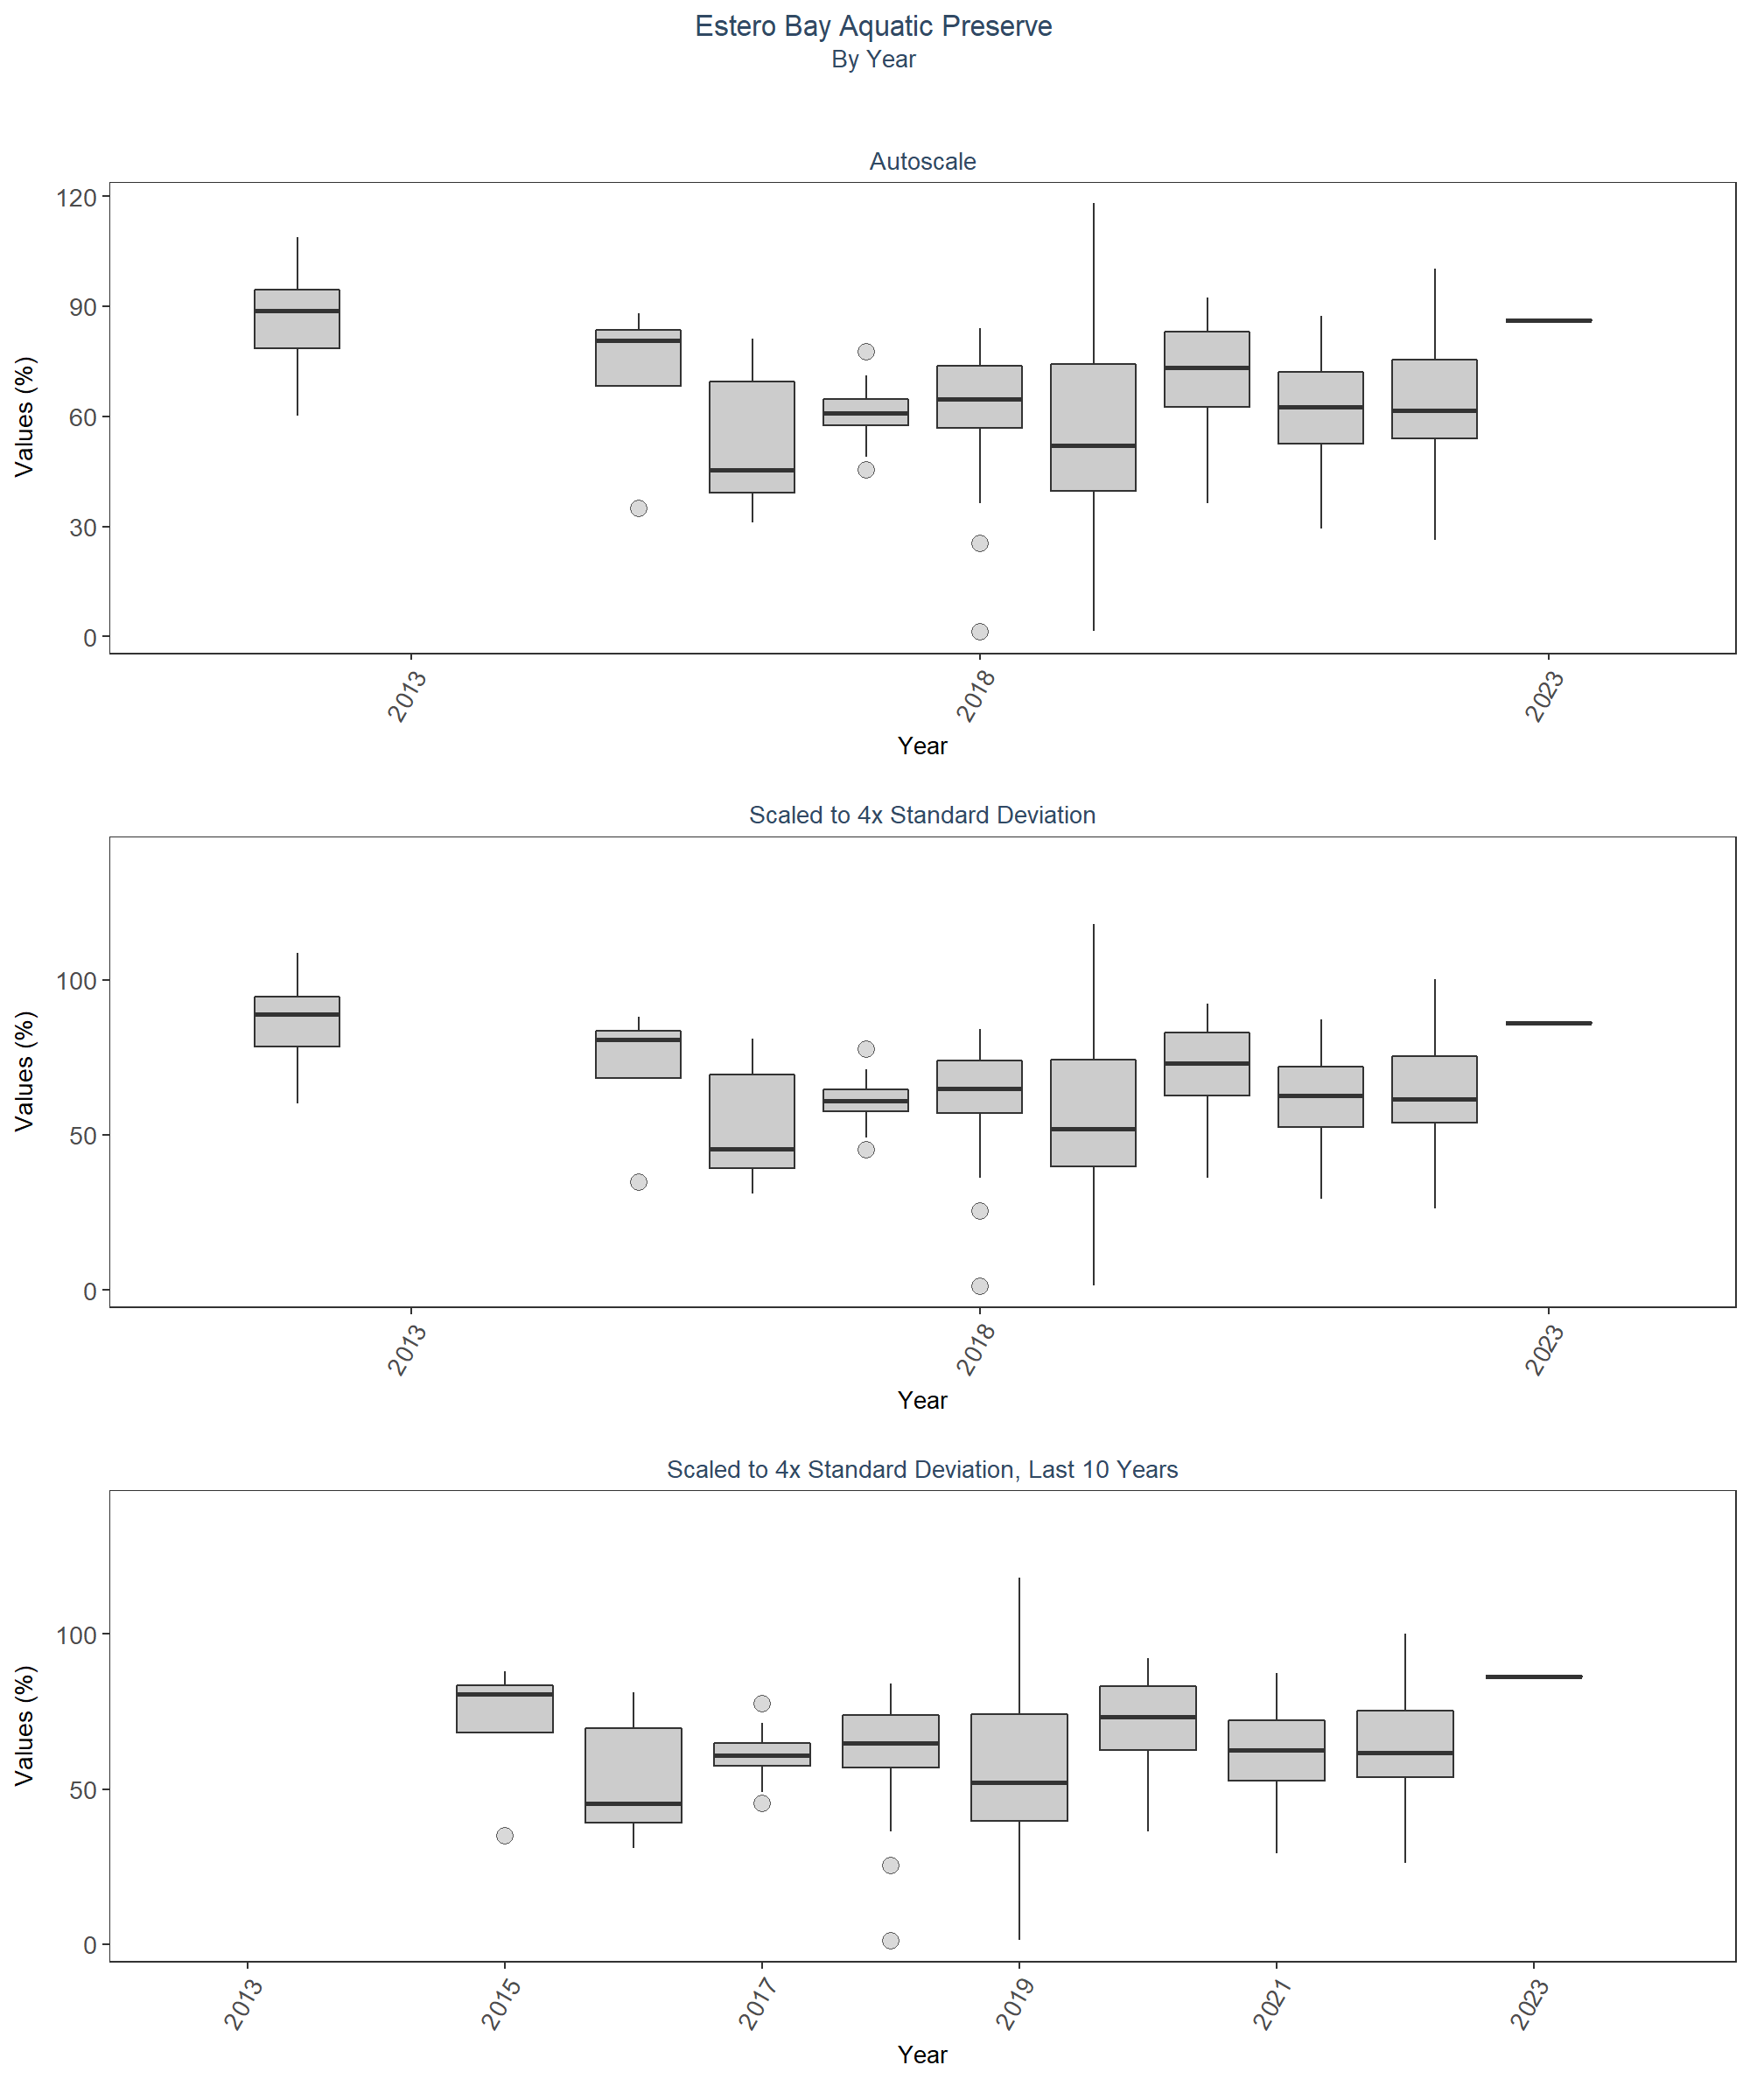 Estero Bay Aquatic Preserve
By Year
Autoscale
120
90
60
30
0
Values (%)
2013
2018
2023
Year
Scaled to 4x Standard Deviation
100
50
0
Values (%)
2013
2018
2023
Year
Scaled to 4x Standard Deviation, Last 10 Years
100
50
0
Values (%)
2013
2015
2017
2019
2021
2023
Year